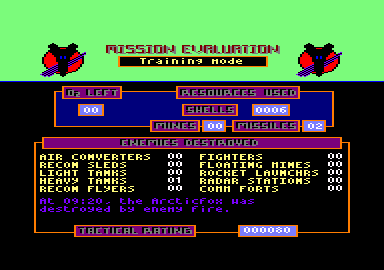 MISSION EVALUATION
Training Mode
O2 LEFT RESOURCES USED
00 SHELLS 0006
MINES 00 MISSILES 02
ENEMIES DESTROYED
AIR CONVERTERS 00 FIGHTERS 00
RECON SLEDS 00 FLOATING MINES 00
LIGHT TANKS 00 ROCKET LAUNCHRS 00
HEAVY TANKS 01 RADAR STATIONS 00
RECON FLYERS 00 COMM FORTS 00
At 09:20, the Arcticfox was
destroyed by enemy fire.
TACTICAL RATING 000080